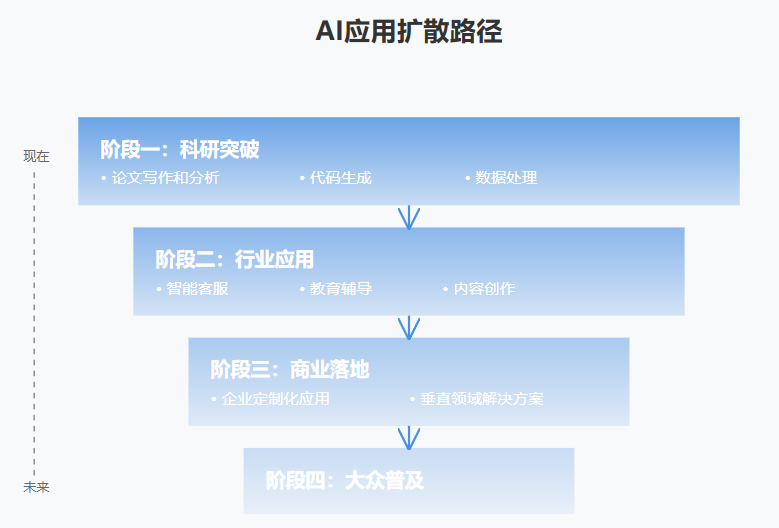 AI应用扩散路径
现在
阶段一：科研突破
• 论文写作和分析 • 代码生成 • 数据处理
阶段二：行业应用
• 智能客服 • 教育辅导 • 内容创作
阶段三：商业落地
• 企业定制化应用 • 垂直领域解决方案
阶段四：大众普及
未来